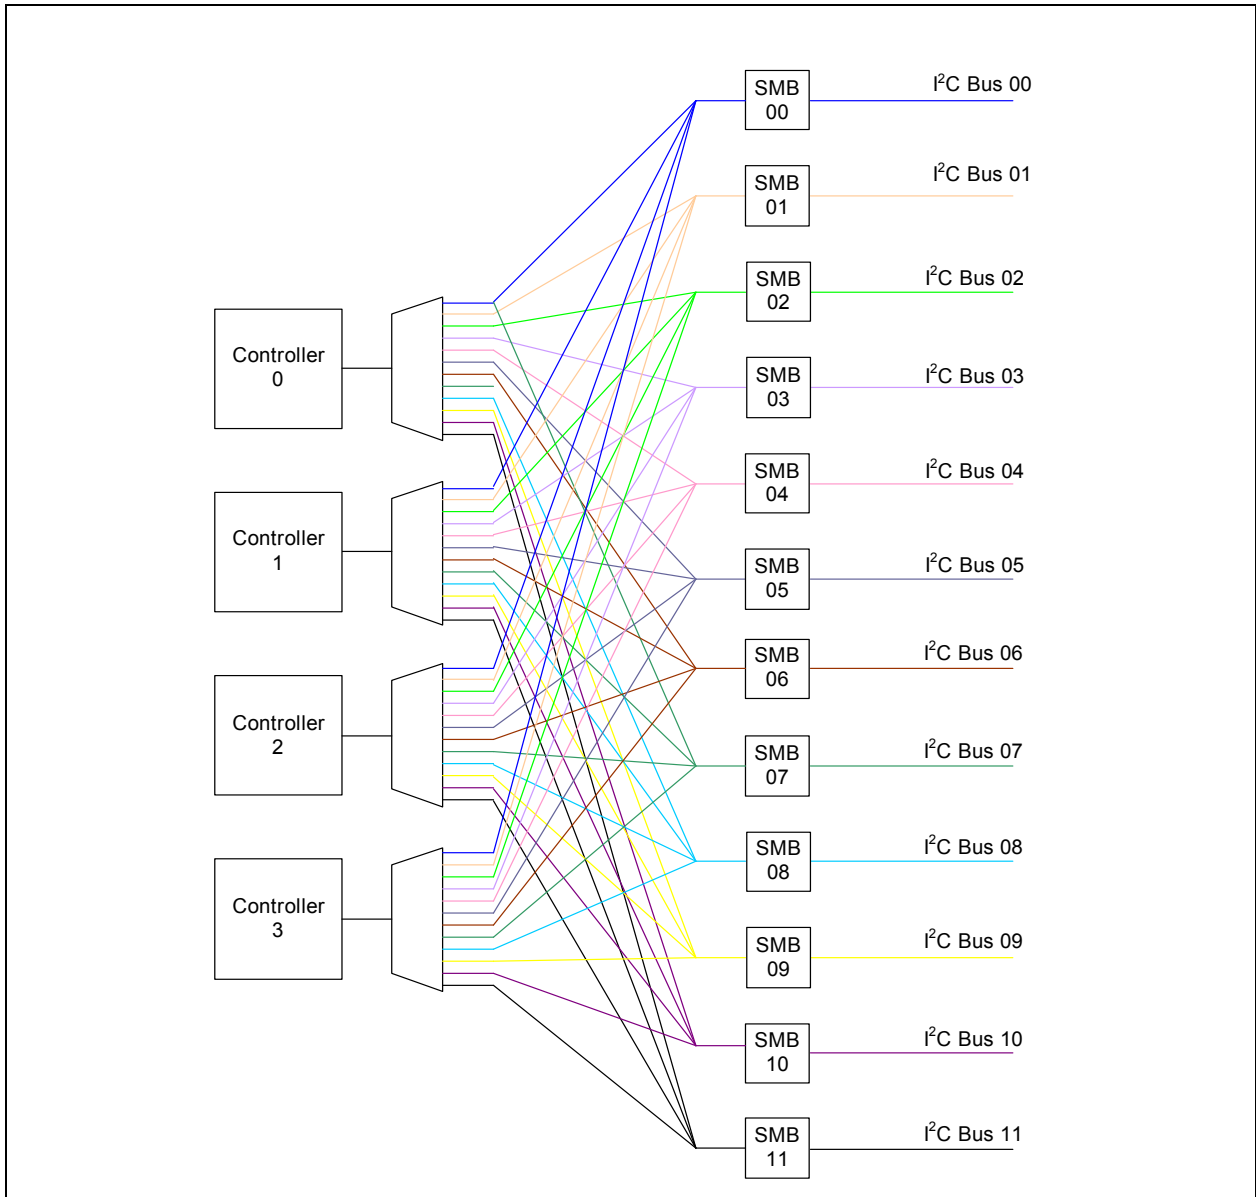 Controller
0
Controller
1
Controller
2
Controller
3
SMB
00
I²C Bus 00
SMB
01
I²C Bus 01
SMB
02
I²C Bus 02
SMB
03
I²C Bus 03
SMB
04
I²C Bus 04
SMB
05
I²C Bus 05
SMB
06
I²C Bus 06
SMB
07
I²C Bus 07
SMB
08
I²C Bus 08
SMB
09
I²C Bus 09
SMB
10
I²C Bus 10
SMB
11
I²C Bus 11